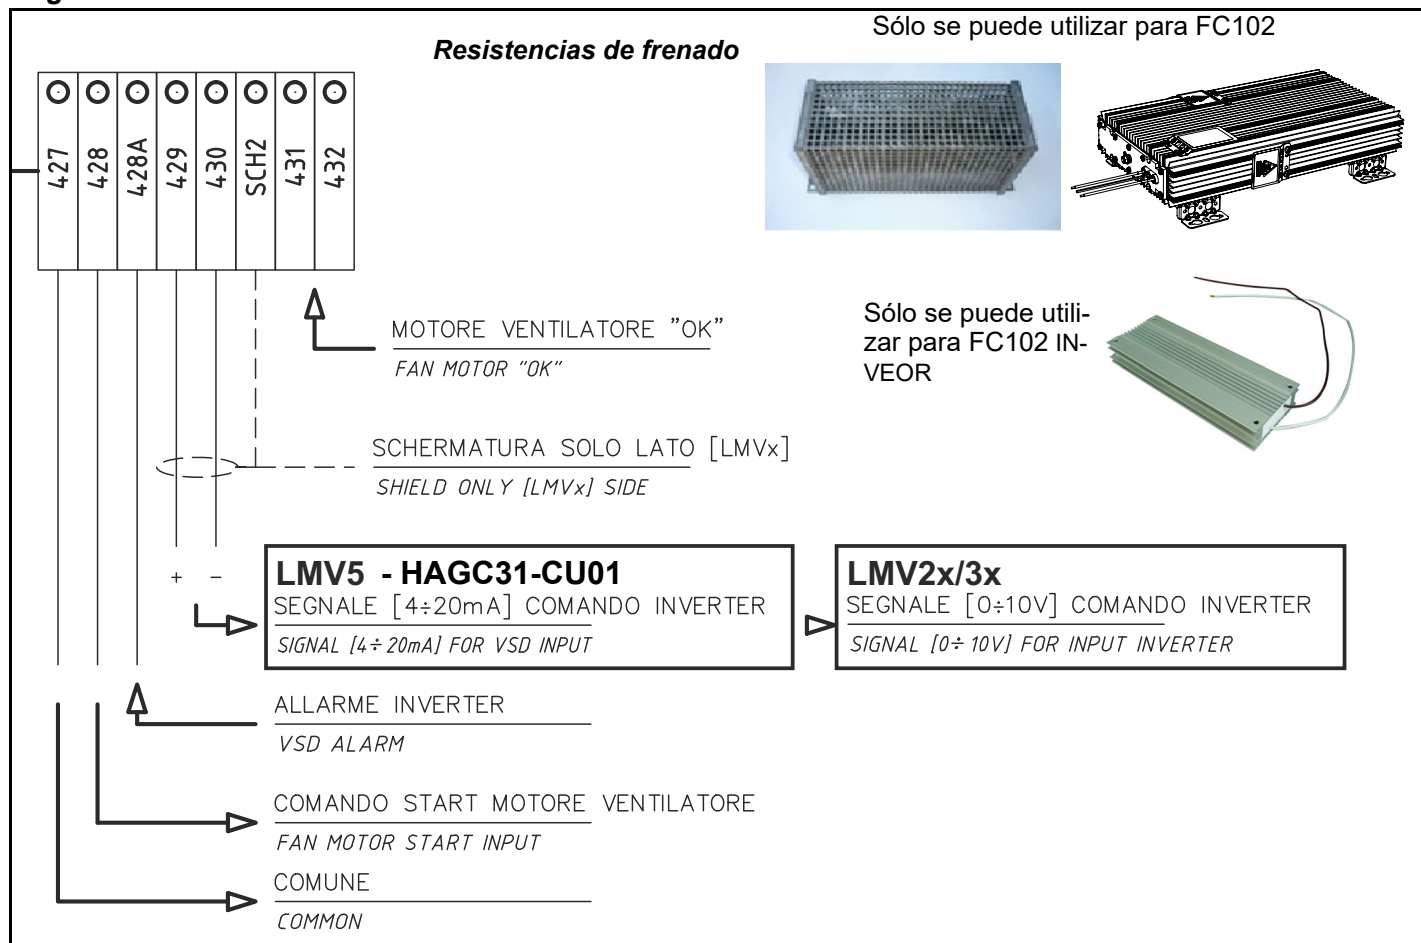 Sólo se puede utilizar para FC102
Resistencias de frenado
427
428
428A
429
430
SCH2
431
432
MOTORE VENTILATORE "OK"
FAN MOTOR "OK"
Sólo se puede utili-
zar para FC102 IN-
VEOR
SCHERMATURA SOLO LATO [LMVx]
SHIELD ONLY [LMVx] SIDE
+ -
LMV5 - HAGC31-CU01
SEGNALE [4÷20mA] COMANDO INVERTER
SIGNAL [4÷20mA] FOR VSD INPUT
LMV2x/3x
SEGNALE [0÷10V] COMANDO INVERTER
SIGNAL [0÷10V] FOR INPUT INVERTER
ALLARME INVERTER
VSD ALARM
COMANDO START MOTORE VENTILATORE
FAN MOTOR START INPUT
COMUNE
COMMON